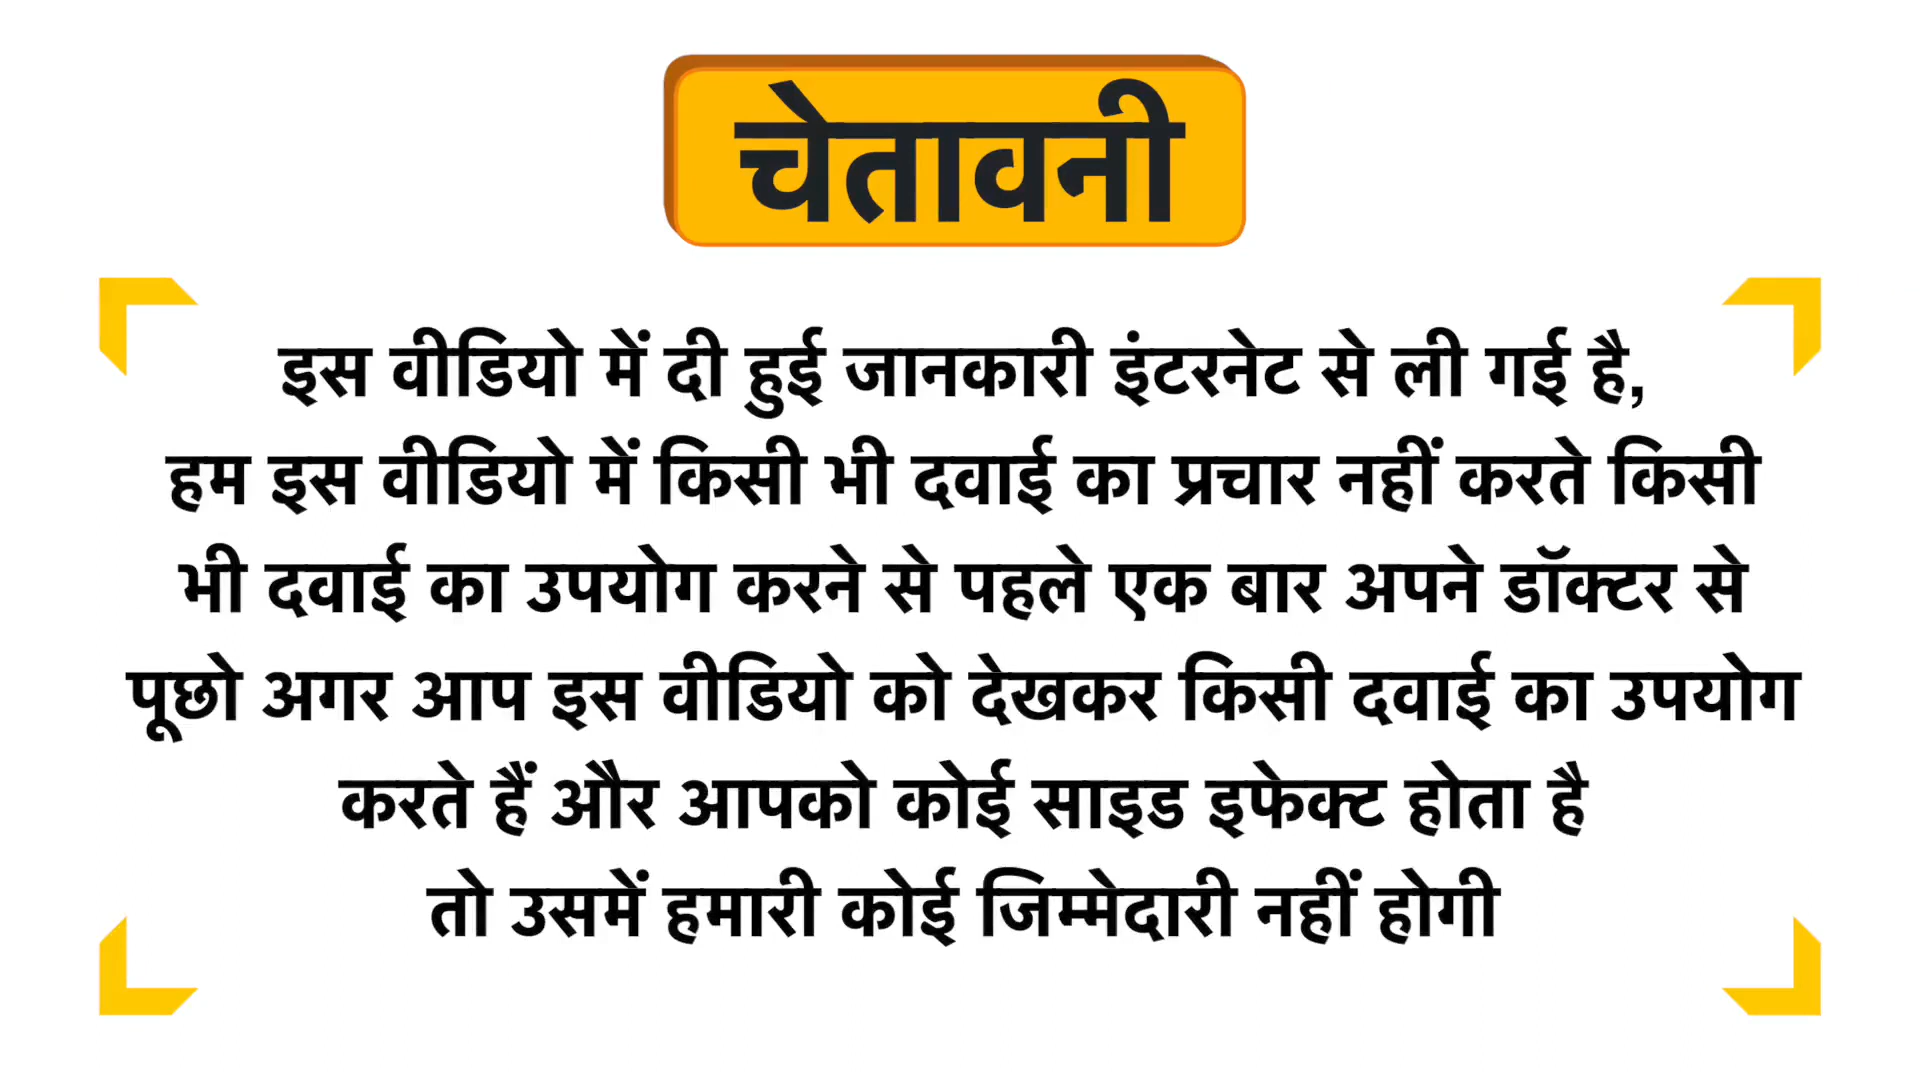 चेतावनी
इस वीडियो में दी हुई जानकारी इंटरनेट से ली गई है,
हम इस वीडियो में किसी भी दवाई का प्रचार नहीं करते किसी
भी दवाई का उपयोग करने से पहले एक बार अपने डॉक्टर से
पूछो अगर आप इस वीडियो को देखकर किसी दवाई का उपयोग
करते हैं और आपको कोई साइड इफेक्ट होता है
तो उसमें हमारी कोई जिम्मेदारी नहीं होगी